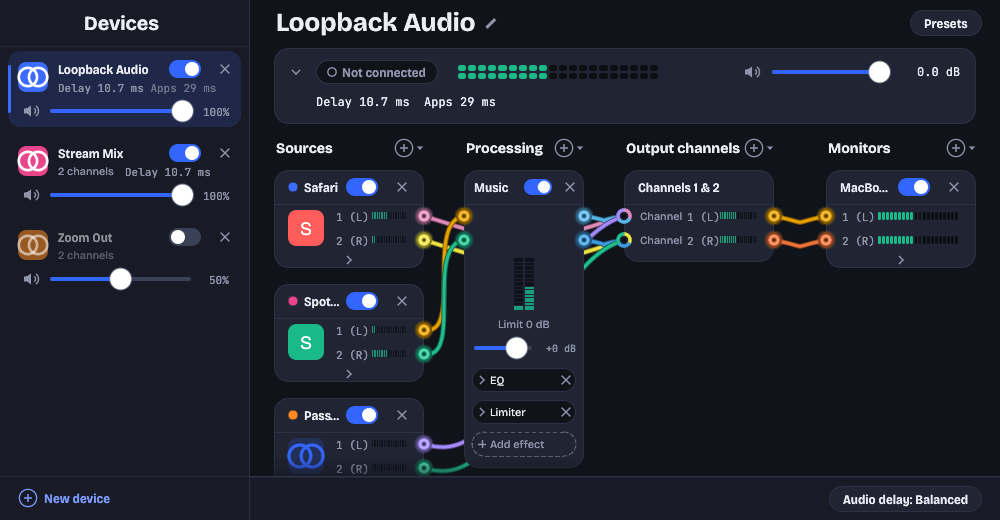 Devices
Loopback Audio
Delay 10.7 ms Apps 29 ms
100%
Stream Mix
2 channels Delay 10.7 ms
100%
Zoom Out
2 channels
50%
New device
Loopback Audio
Presets
Not connected
0.0 dB
Delay 10.7 ms Apps 29 ms
Sources
Processing
Output channels
Monitors
Safari
S
1 (L)
2 (R)
Spot...
S
1 (L)
2 (R)
Pass...
1 (L)
2 (R)
Music
Limit 0 dB
+0 dB
EQ
Limiter
+ Add effect
Channels 1 & 2
Channel 1 (L)
Channel 2 (R)
MacBo...
1 (L)
2 (R)
Audio delay: Balanced